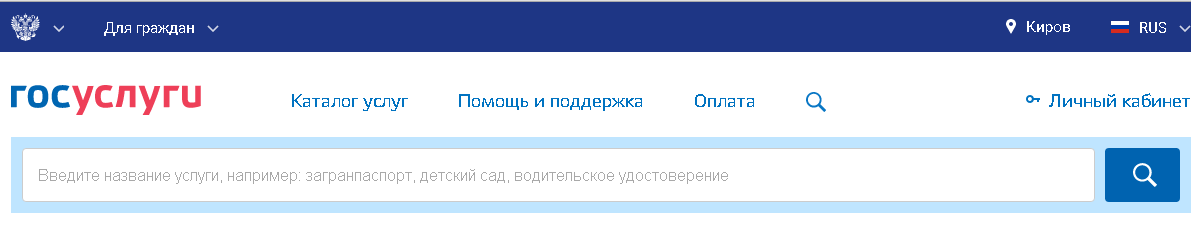 Для граждан Киров RUS
госуслуги Каталог услуг Помощь и поддержка Оплата Личный кабинет
Введите название услуги, например: загранпаспорт, детский сад, водительское удостоверение